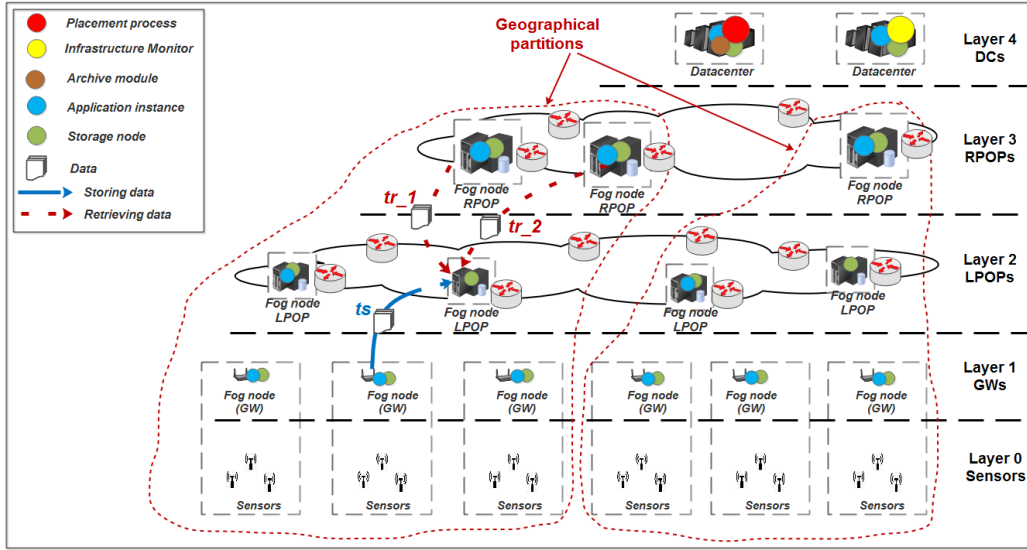 Placement process
Infrastructure Monitor
Archive module
Application instance
Storage node
Data
Storing data
Retrieving data
Geographical
partitions
Datacenter
Datacenter
Layer 4
DCs
Fog node
RPOP
Fog node
RPOP
Fog node
RPOP
Layer 3
RPOPs
tr_1
tr_2
Fog node
LPOP
Fog node
LPOP
Fog node
LPOP
Fog node
LPOP
Layer 2
LPOPs
ts
Fog node
(GW)
Fog node
(GW)
Fog node
(GW)
Fog node
(GW)
Fog node
(GW)
Fog node
(GW)
Layer 1
GWs
Sensors
Sensors
Sensors
Sensors
Sensors
Sensors
Layer 0
Sensors